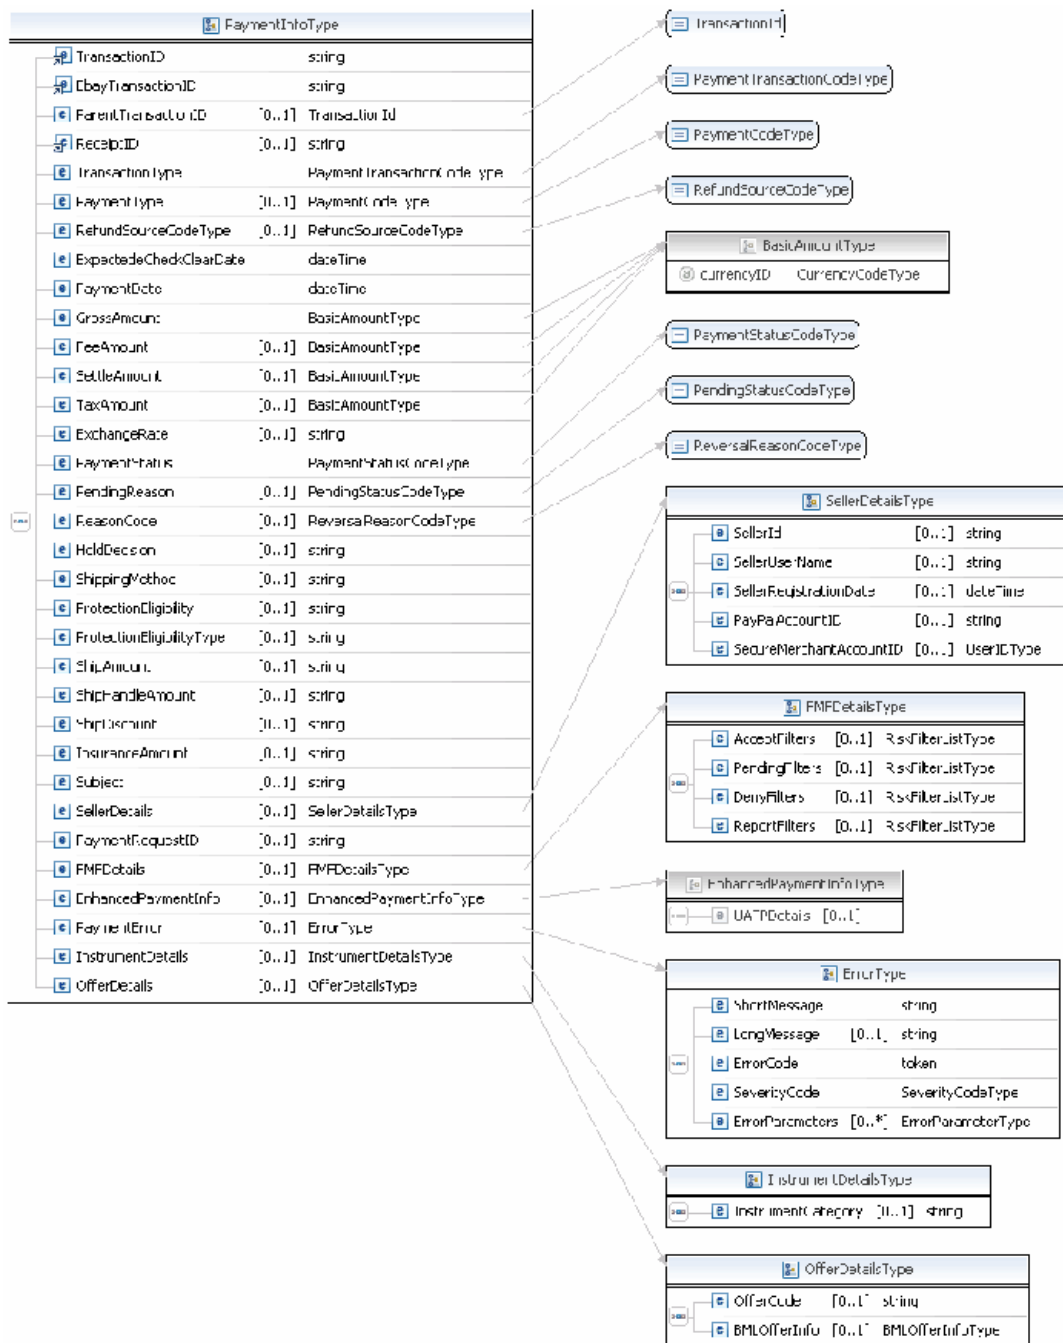 PaymentInfoType
TransactionID string
EbayTransactionID string
ParentTransactionID [0..1] TransactionId
ReceiptID [0..1] string
TransactionType PaymentTransactionCodeType
PaymentType [0..1] PaymentCodeType
RefundSourceCodeType [0..1] RefundSourceCodeType
ExpectedeCheckClearDate dateTime
PaymentDate dateTime
GrossAmount BasicAmountType
FeeAmount [0..1] BasicAmountType
SettleAmount [0..1] BasicAmountType
TaxAmount [0..1] BasicAmountType
ExchangeRate [0..1] string
PaymentStatus PaymentStatusCodeType
PendingReason [0..1] PendingStatusCodeType
ReasonCode [0..1] ReversalReasonCodeType
HoldDecision [0..1] string
ShippingMethod [0..1] string
ProtectionEligibility [0..1] string
ProtectionEligibilityType [0..1] string
ShipAmount [0..1] string
ShipHandleAmount [0..1] string
ShipDiscount [0..1] string
InsuranceAmount [0..1] string
Subject [0..1] string
SellerDetails [0..1] SellerDetailsType
PaymentRequestID [0..1] string
FMFDetails [0..1] FMFDetailsType
EnhancedPaymentInfo [0..1] EnhancedPaymentInfoType
PaymentError [0..1] ErrorType
InstrumentDetails [0..1] InstrumentDetailsType
OfferDetails [0..1] OfferDetailsType
TransactionId
PaymentTransactionCodeType
PaymentCodeType
RefundSourceCodeType
BasicAmountType
currencyID CurrencyCodeType
PaymentStatusCodeType
PendingStatusCodeType
ReversalReasonCodeType
SellerDetailsType
SellerId [0..1] string
SellerUserName [0..1] string
SellerRegistrationDate [0..1] dateTime
PayPalAccountID [0..1] string
SecureMerchantAccountID [0..1] UserIDType
FMFDetailsType
AcceptFilters [0..1] RiskFilterListType
PendingFilters [0..1] RiskFilterListType
DenyFilters [0..1] RiskFilterListType
ReportFilters [0..1] RiskFilterListType
EnhancedPaymentInfoType
UATPDetails [0..1]
ErrorType
ShortMessage string
LongMessage [0..1] string
ErrorCode token
SeverityCode SeverityCodeType
ErrorParameters [0..*] ErrorParameterType
InstrumentDetailsType
InstrumentCategory [0..1] string
OfferDetailsType
OfferCode [0..1] string
BMLOfferInfo [0..1] BMLOfferInfoType